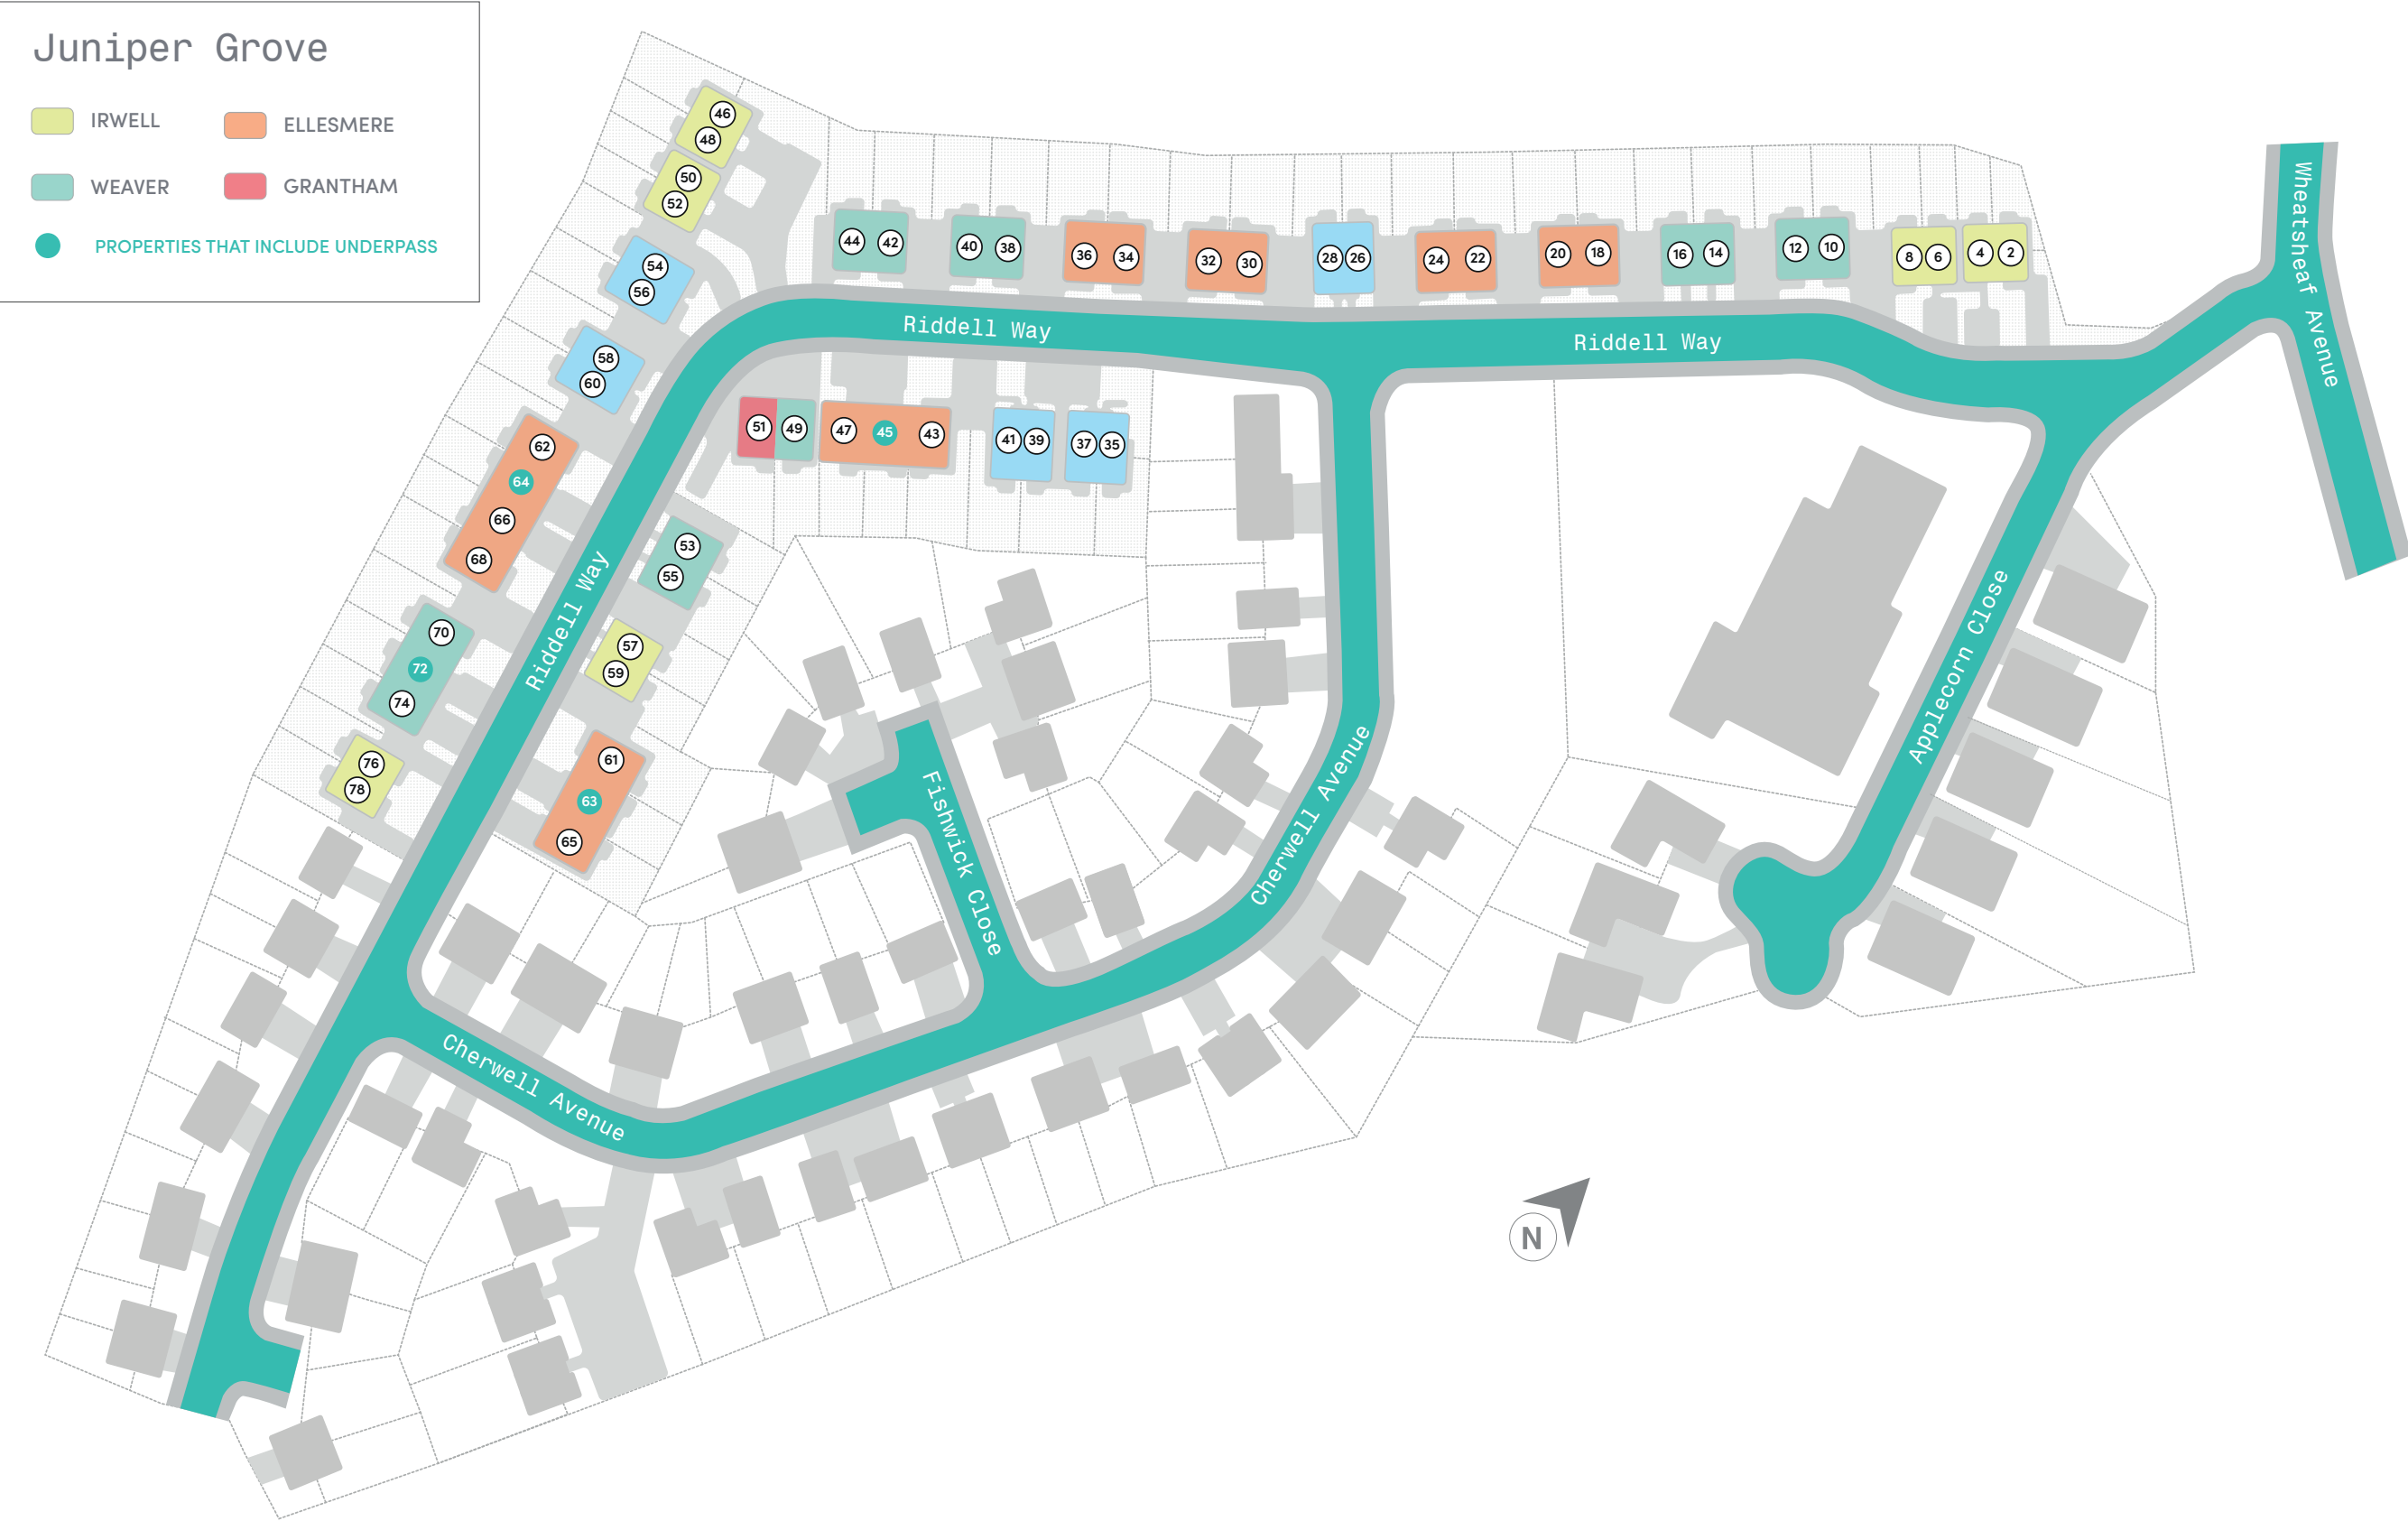 Juniper Grove
IRWELL
ELLESMERE
WEAVER
GRANTHAM
PROPERTIES THAT INCLUDE UNDERPASS
46
48
50
52
54
56
58
60
62
64
66
68
70
72
74
76
78
44 42
40 38
36 34
32 30
28 26
24 22
20 18
16 14
12 10
8 6
4 2
Riddell Way
Riddell Way
Wheatsheaf Avenue
51 49
47 45 43
41 39
37 35
53
55
57
59
61
63
65
Riddell Way
Fishwick Close
Cherwell Avenue
Applecorn Close
Cherwell Avenue
N